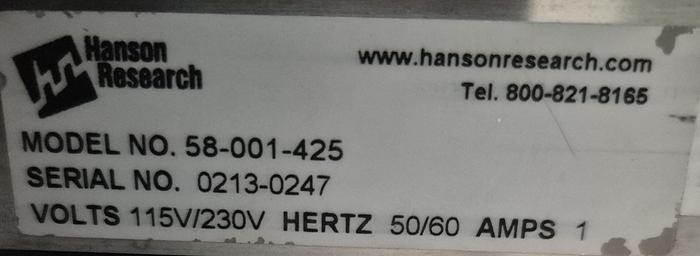 Hanson
Research
www.hansonresearch.com
Tel. 800-821-8165
MODEL NO. 58-001-425
SERIAL NO. 0213-0247
VOLTS 115V/230V HERTZ 50/60 AMPS 1